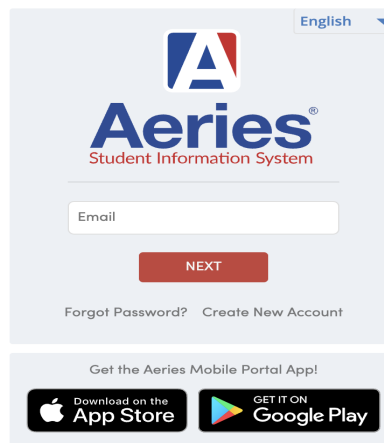 English
A
Aeries®
Student Information System
Email
NEXT
Forgot Password? Create New Account
Get the Aeries Mobile Portal App!
Download on the
App Store
GET IT ON
Google Play